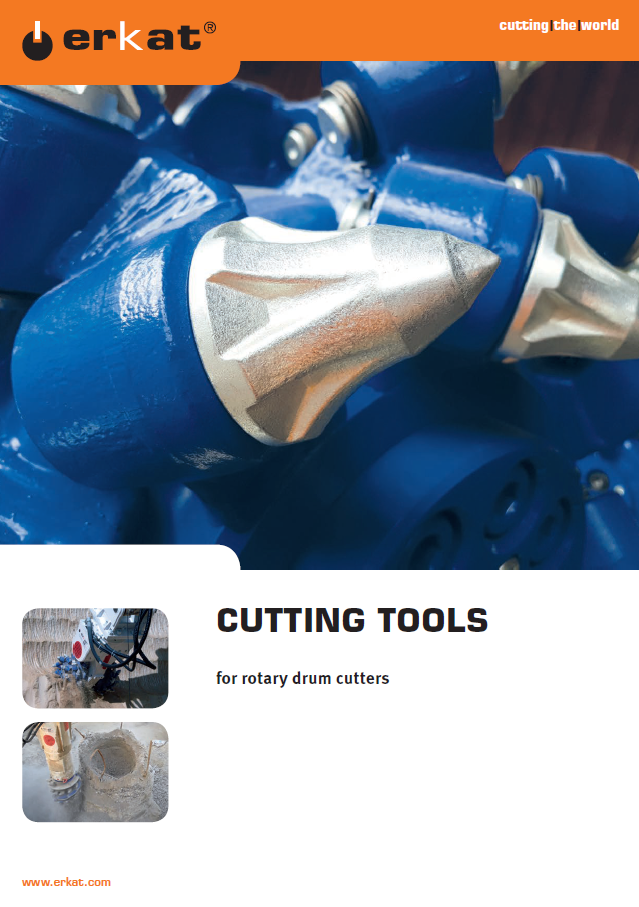 erkat®
cutting|the|world
CUTTING TOOLS
for rotary drum cutters
www.erkat.com